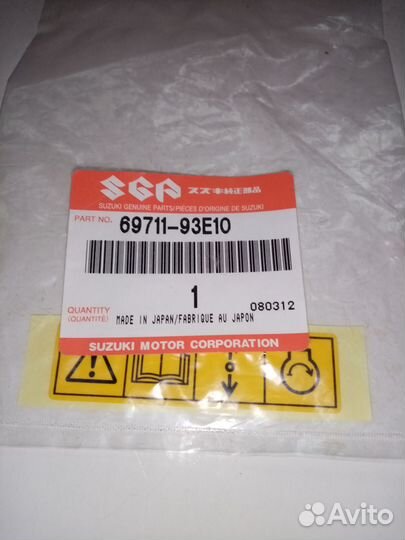 SGP スズキ純正部品
SUZUKI GENUINE PARTS/PIÈCES D'ORIGINE DE SUZUKI
PART NO. 69711-93E10
QUANTITY 1 080312
(QUANTITÉ) MADE IN JAPAN/FABRIQUE AU JAPON
SUZUKI MOTOR CORPORATION
Avito